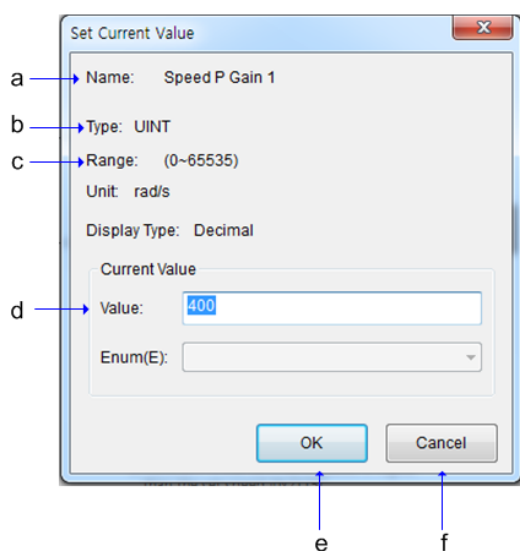 Set Current Value
a Name: Speed P Gain 1
b Type: UINT
c Range: (0~65535)
Unit: rad/s
Display Type: Decimal
Current Value
d Value: 400
Enum(E):
OK Cancel
e f